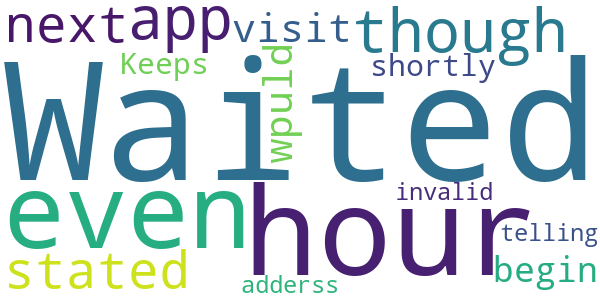 next app visit though
Keeps wpuld shortly
Waited
even hour invalid
telling
stated adderss begin